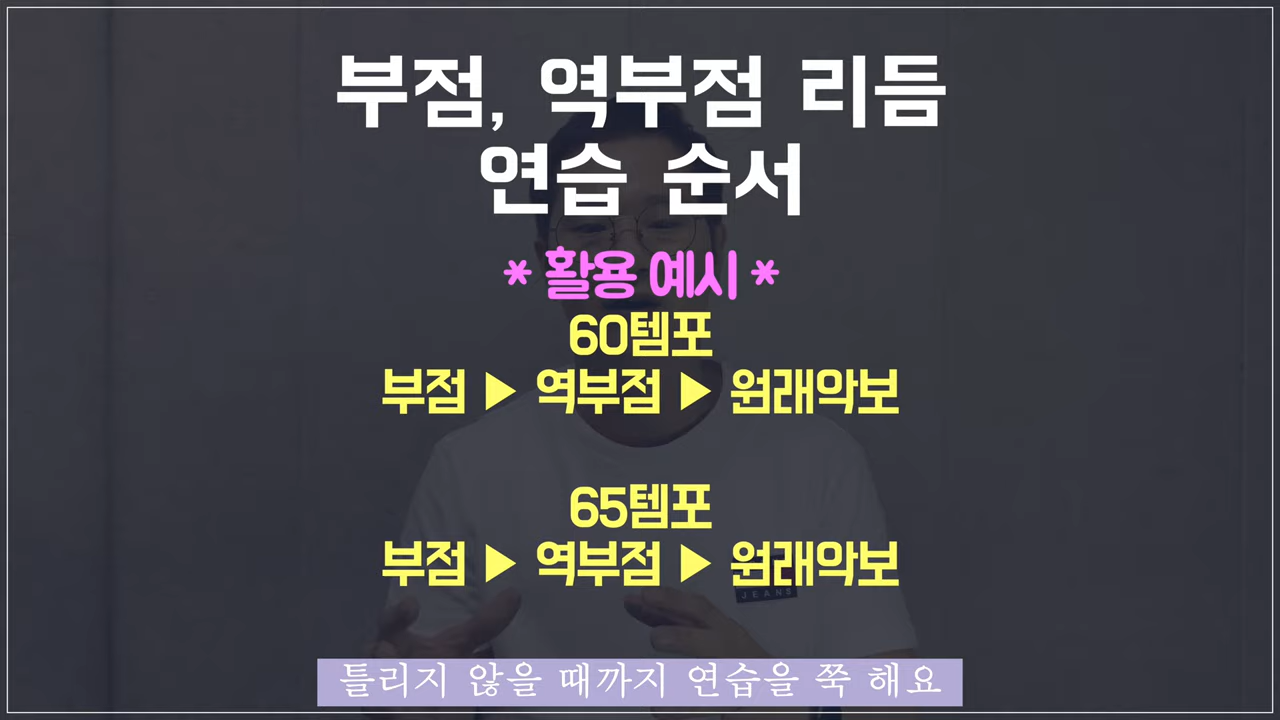 부점, 역부점 리듬
연습 순서
* 활용 예시 *
60템포
부점 ▶ 역부점 ▶ 원래악보
65템포
부점 ▶ 역부점 ▶ 원래악보
JEANS
틀리지 않을 때까지 연습을 쭉 해요